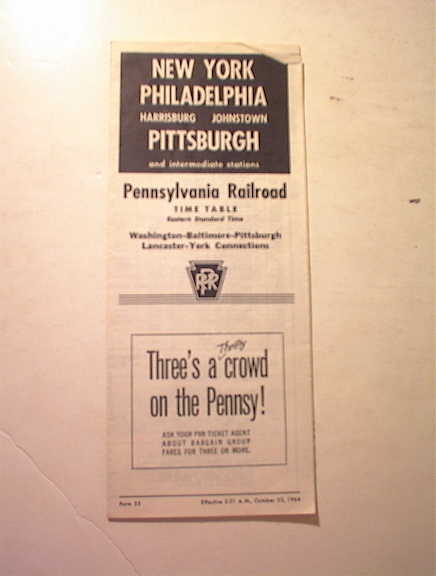 NEW YORK
PHILADELPHIA
HARRISBURG JOHNSTOWN
PITTSBURGH
and intermediate stations
Pennsylvania Railroad
TIME TABLE
Eastern Standard Time
Washington-Baltimore-Pittsburgh
Lancaster-York Connections
PRR
Thrifty
Three's a crowd
on the Pennsy!
ASK YOUR PRR TICKET AGENT
ABOUT BARGAIN GROUP
FARES FOR THREE OR MORE.
Form 33 Effective 2:01 A.M., October 25, 1964